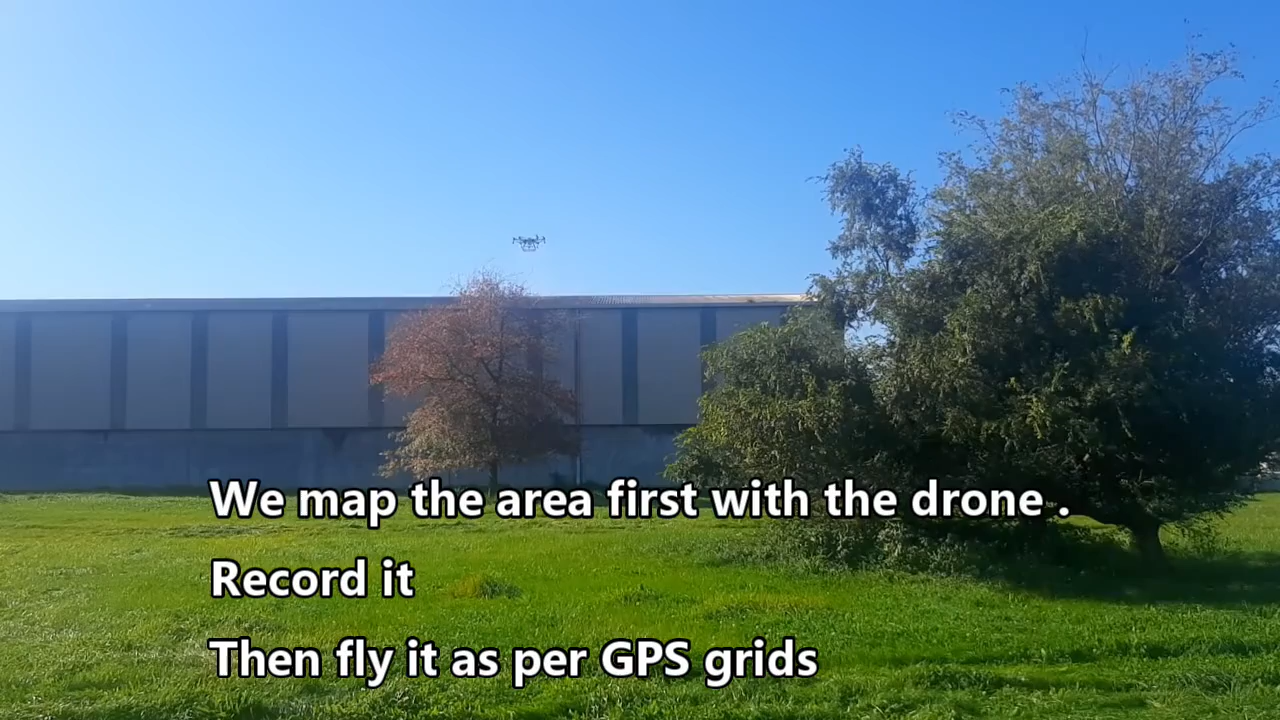 We map the area first with the drone .
Record it
Then fly it as per GPS grids